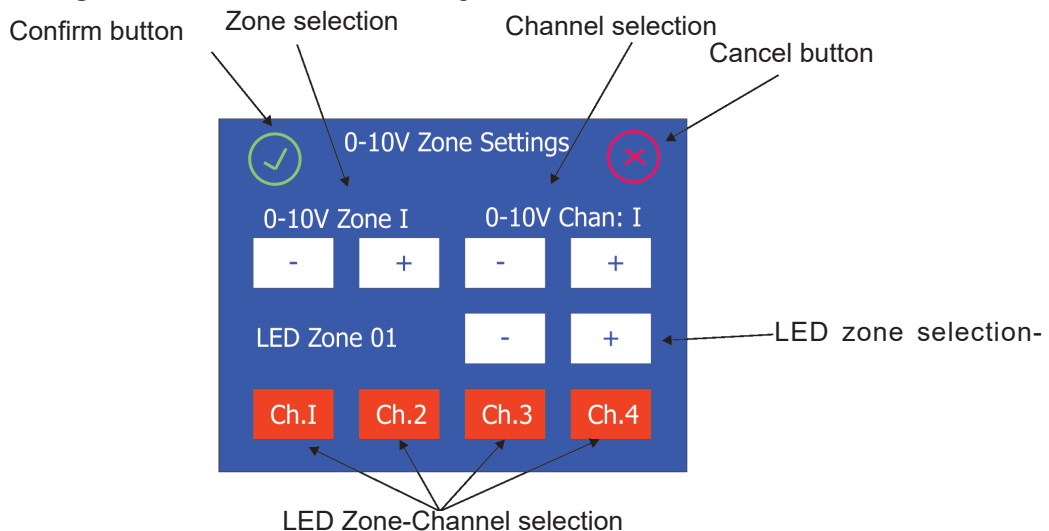 Confirm button
Zone selection
Channel selection
Cancel button
0-10V Zone Settings
0-10V Zone I
0-10V Chan: I
-
+
-
+
LED Zone 01
-
+
LED zone selection-
Ch.I
Ch.2
Ch.3
Ch.4
LED Zone-Channel selection